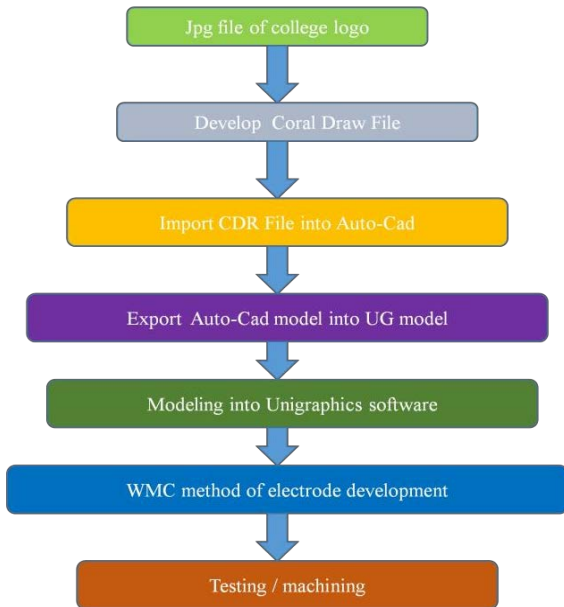 Jpg file of college logo
Develop Coral Draw File
Import CDR File into Auto-Cad
Export Auto-Cad model into UG model
Modeling into Unigraphics software
WMC method of electrode development
Testing / machining